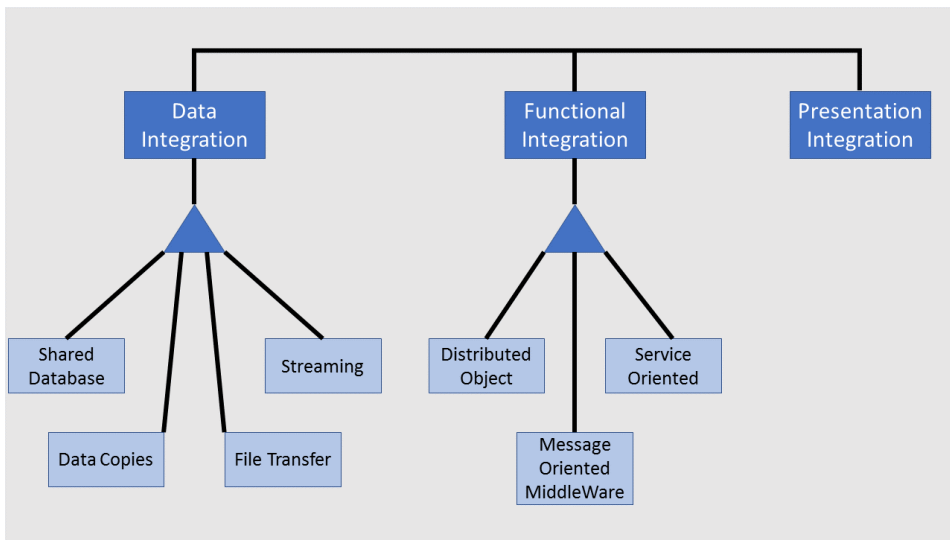 Data
Integration
Functional
Integration
Presentation
Integration
Shared
Database
Streaming
Distributed
Object
Service
Oriented
Data Copies
File Transfer
Message
Oriented
MiddleWare